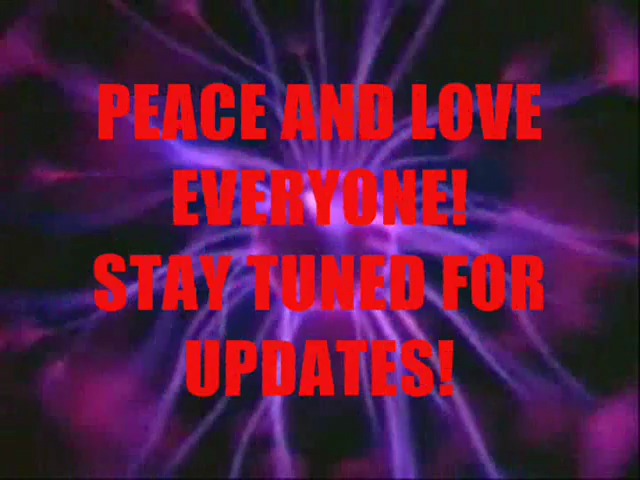 PEACE AND LOVE
EVERYONE!
STAY TUNED FOR
UPDATES!